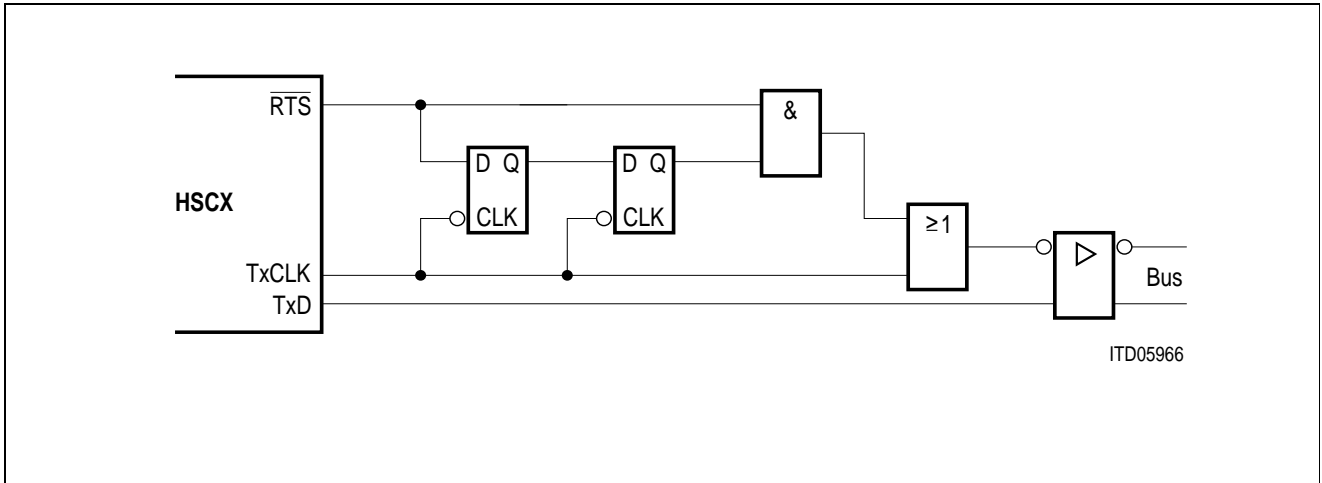 RTS
&
D Q
D Q
HSCX
CLK
CLK
≥1
TxCLK
Bus
TxD
ITD05966